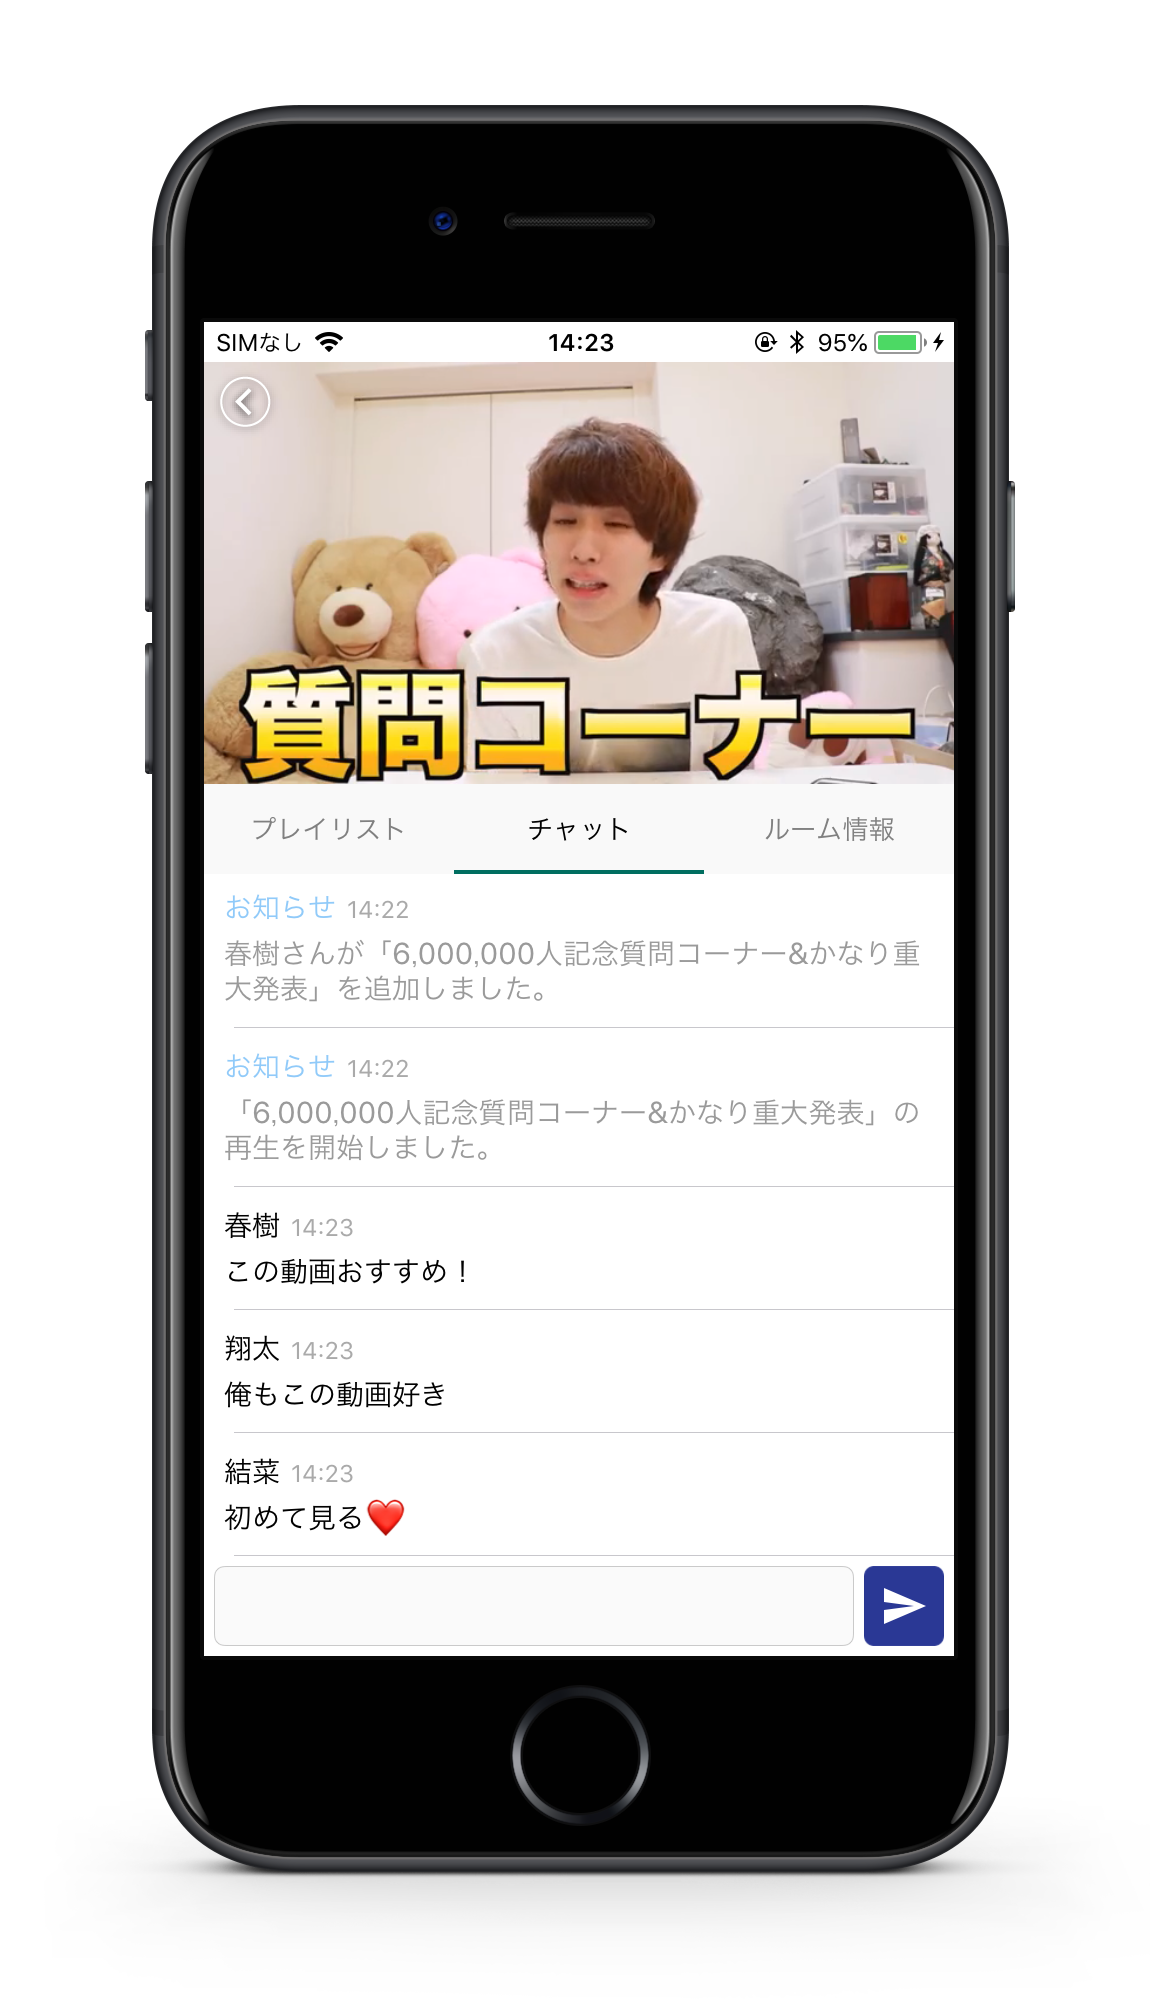 SIMなし 14:23 95%
質問コーナー
プレイリスト チャット ルーム情報
お知らせ 14:22
春樹さんが「6,000,000人記念質問コーナー&かなり重
大発表」を追加しました。
お知らせ 14:22
「6,000,000人記念質問コーナー&かなり重大発表」の
再生を開始しました。
春樹 14:23
この動画おすすめ！
翔太 14:23
俺もこの動画好き
結菜 14:23
初めて見る❤️